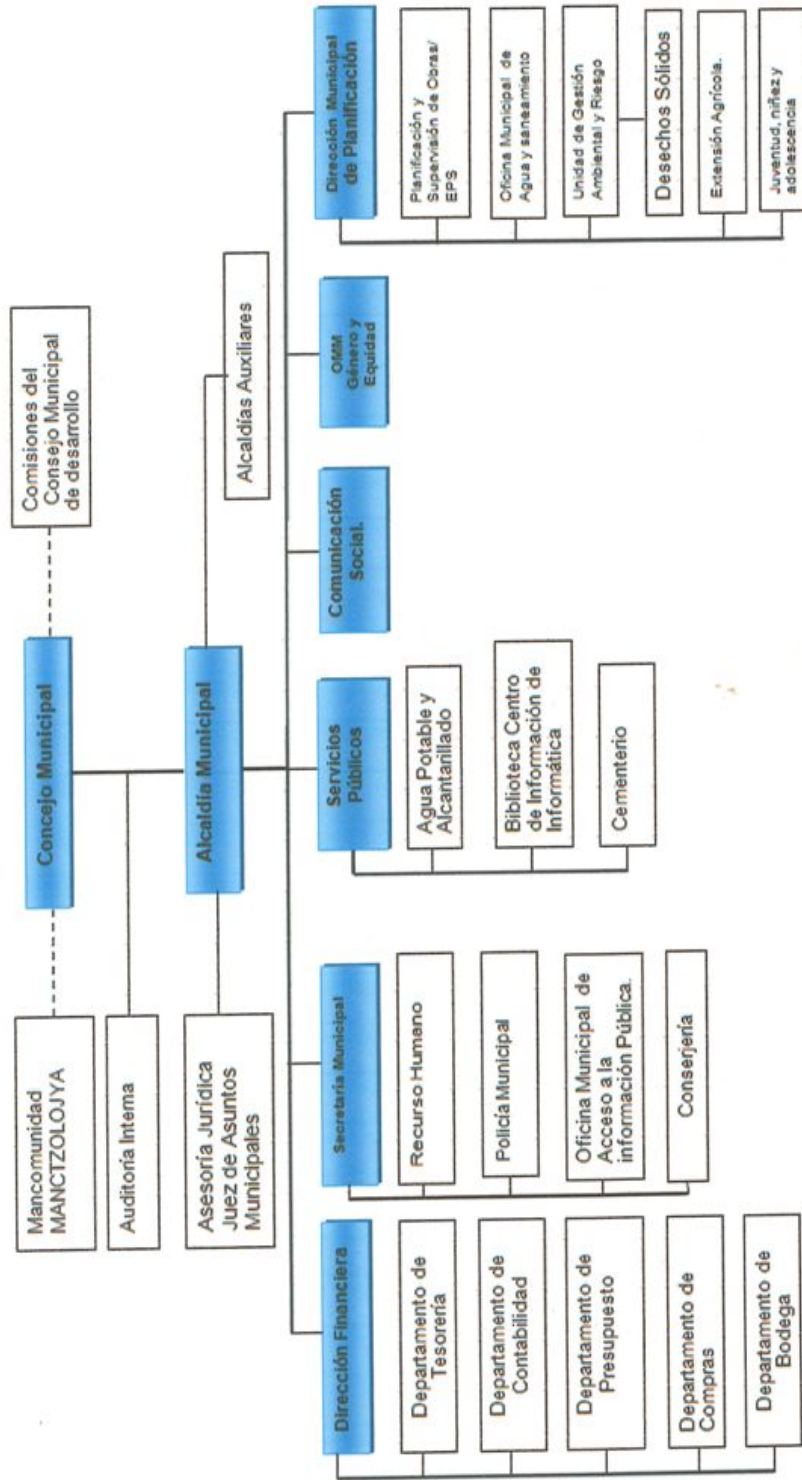 Comisiones del
Consejo Municipal
de desarrollo
Concejo Municipal
Mancomunidad
MANCTZOLOJYA
Auditoría Interna
Alcaldía Municipal
Alcaldías Auxiliares
Asesoría Jurídica
Juez de Asuntos
Municipales
Dirección Financiera
Departamento de
Tesorería
Departamento de
Contabilidad
Departamento de
Presupuesto
Departamento de
Compras
Departamento de
Bodega
Secretaria Municipal
Recurso Humano
Policía Municipal
Oficina Municipal de
Acceso a la
información Pública.
Conserjería
Servicios
Públicos
Agua Potable y
Alcantarillado
Biblioteca Centro
de Información de
Informática
Cementerio
Comunicación
Social.
OMM
Género y
Equidad
Dirección Municipal
de Planificación
Planificación y
Supervisión de Obras/
EPS
Oficina Municipal de
Agua y saneamiento
Unidad de Gestión
Ambiental y Riesgo
Desechos Sólidos
Extensión Agrícola.
Juventud, niñez y
adolescencia